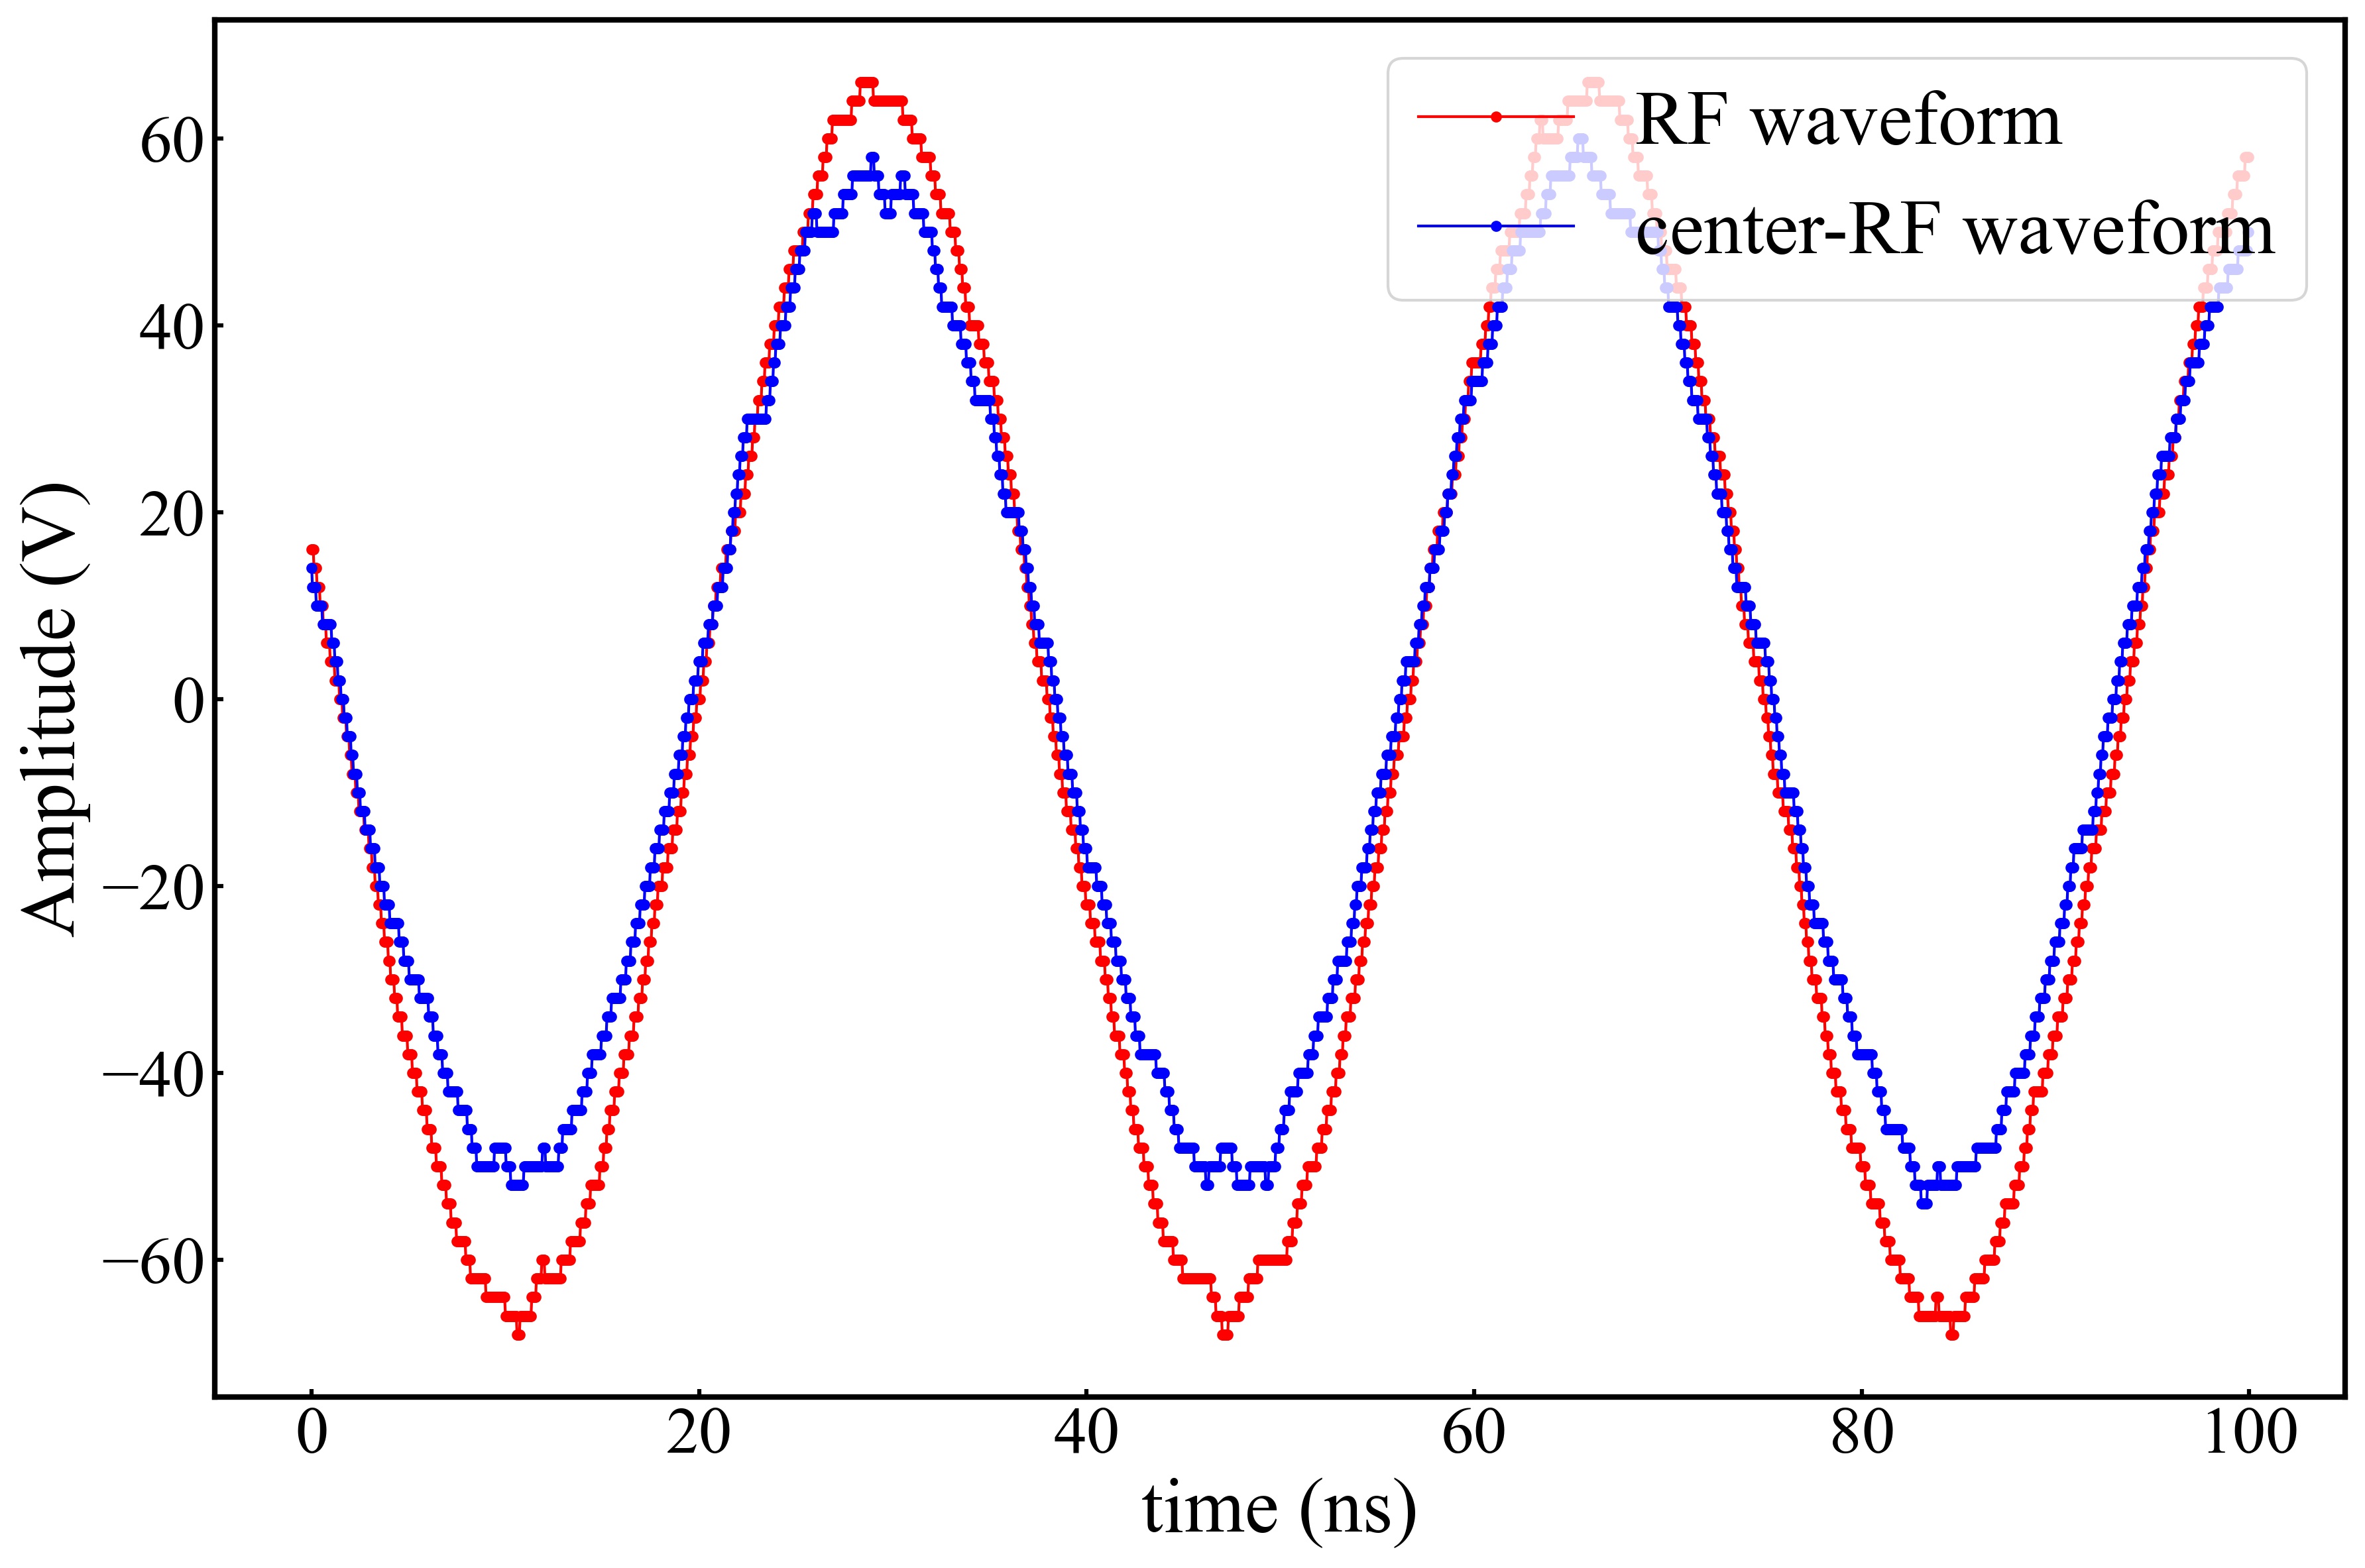 RF waveform
center-RF waveform
60
40
20
0
−20
−40
−60
Amplitude (V)
0 20 40 60 80 100
time (ns)